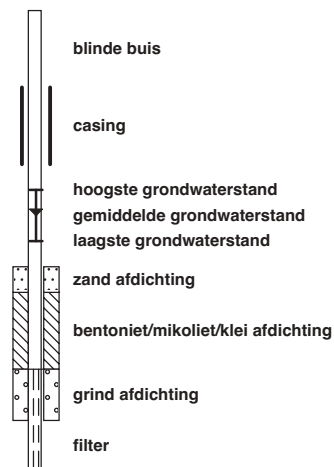 blinde buis
casing
hoogste grondwaterstand
gemiddelde grondwaterstand
laagste grondwaterstand
zand afdichting
bentoniet/mikoliet/klei afdichting
grind afdichting
filter